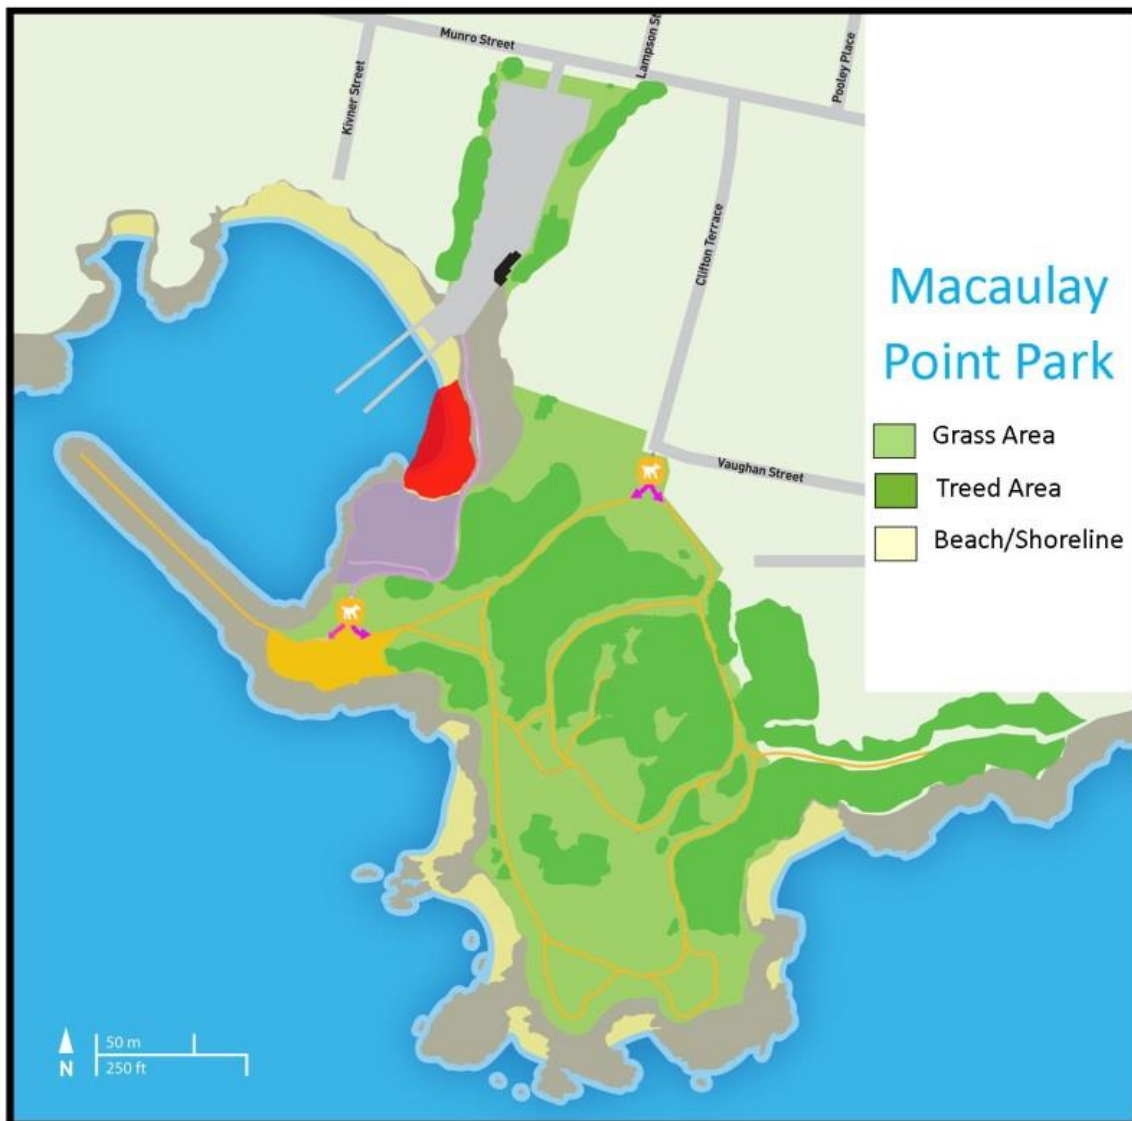 Munro Street
Lampson St
Pooley Place
Kivner Street
Clifton Terrace
Vaughan Street
Macaulay
Point Park
Grass Area
Treed Area
Beach/Shoreline
N
50 m
250 ft